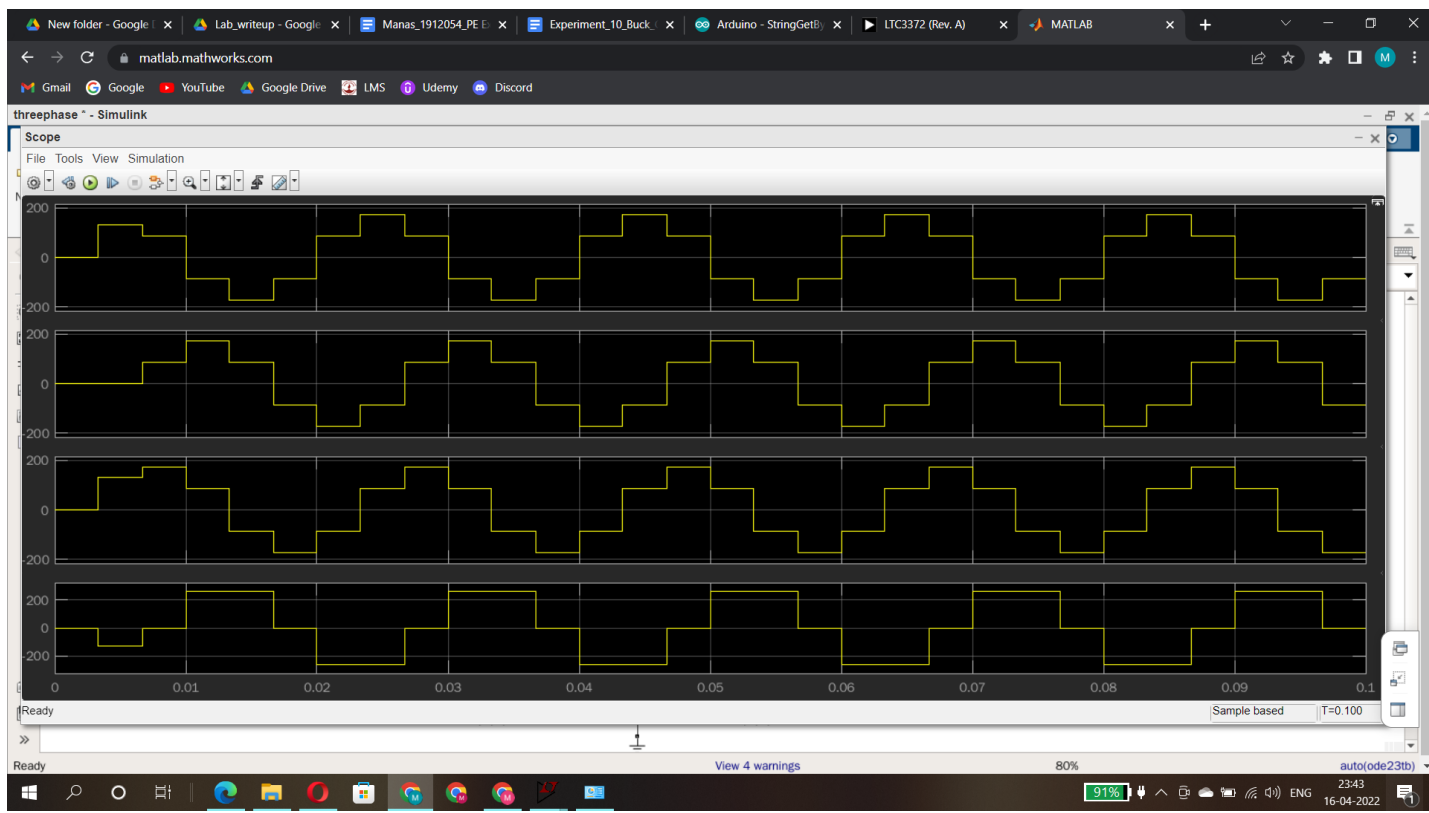 New folder - Google D
Lab_writeup - Google
Manas_1912054_PE E
Experiment_10_Buck_
Arduino - StringGetBy
LTC3372 (Rev. A)
MATLAB
matlab.mathworks.com
M
Gmail Google YouTube Google Drive LMS Udemy Discord
threephase * - Simulink
Scope
File Tools View Simulation
200
0
-200
200
0
-200
200
0
-200
200
0
-200
0 0.01 0.02 0.03 0.04 0.05 0.06 0.07 0.08 0.09 0.1
Ready Sample based T=0.100
Ready View 4 warnings 80% auto(ode23tb)
91% ENG 23:43
16-04-2022
1